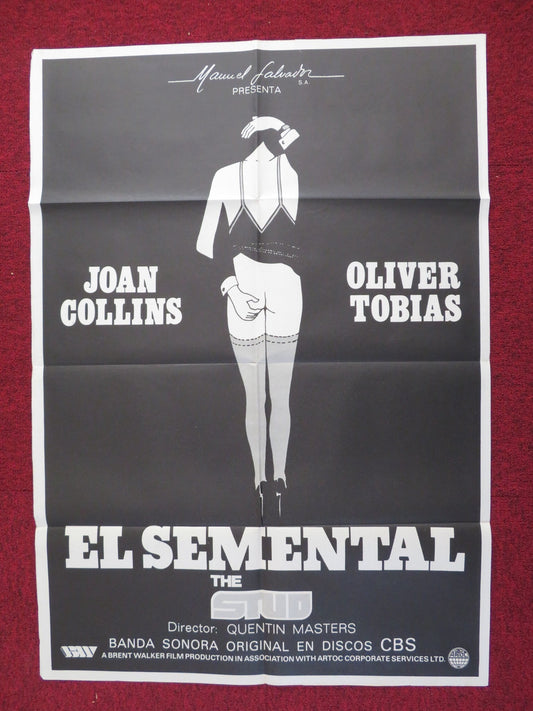 Manuel Salvador S.A.
PRESENTA
JOAN COLLINS
OLIVER TOBIAS
EL SEMENTAL
THE
STUD
Director: QUENTIN MASTERS
BANDA SONORA ORIGINAL EN DISCOS CBS
A BRENT WALKER FILM PRODUCTION IN ASSOCIATION WITH ARTOC CORPORATE SERVICES LTD.
ARTOC